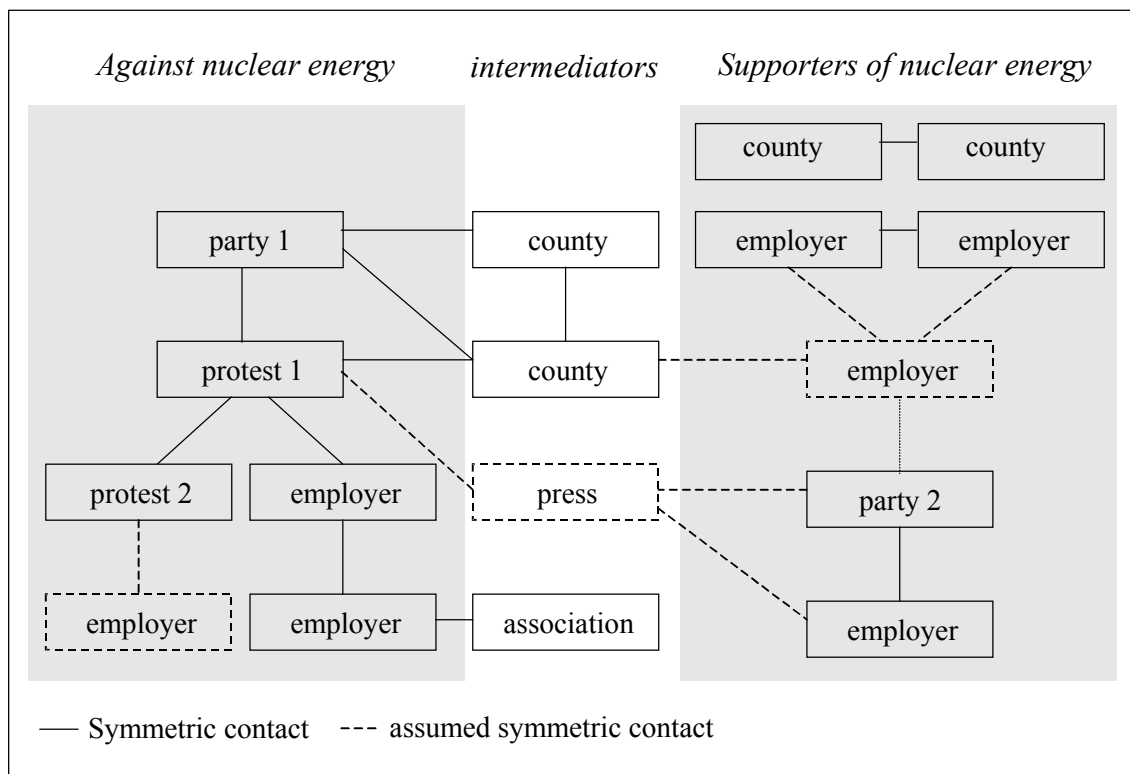 Against nuclear energy intermediators Supporters of nuclear energy
county county
party 1 county employer employer
protest 1 county employer
protest 2 employer press party 2
employer employer association employer
Symmetric contact assumed symmetric contact